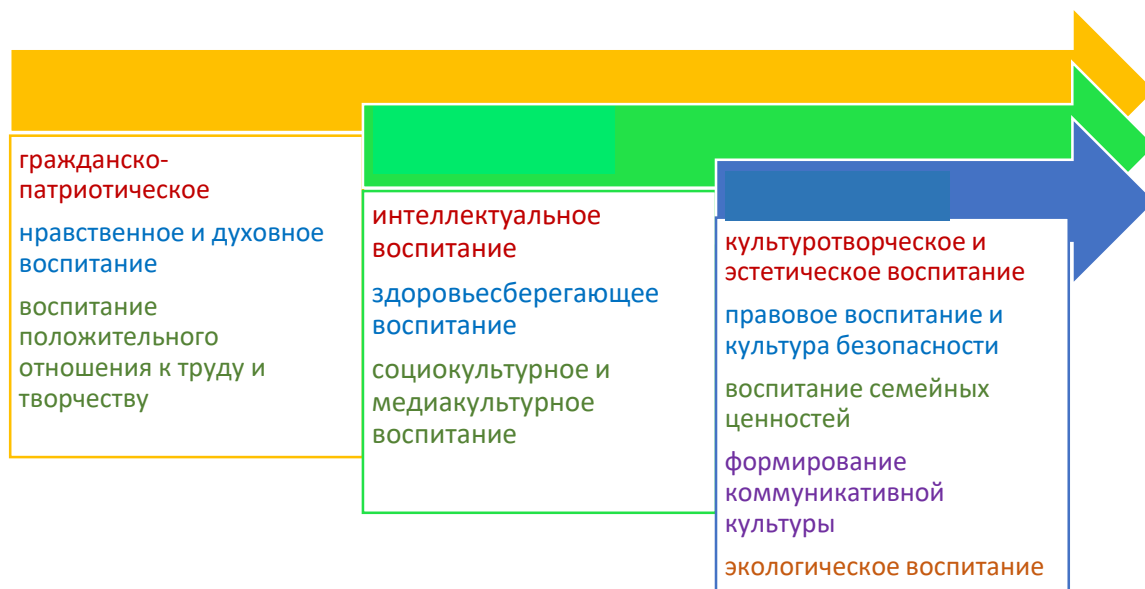 гражданско-
патриотическое
нравственное и духовное
воспитание
воспитание
положительного
отношения к труду и
творчеству
интеллектуальное
воспитание
здоровьесберегающее
воспитание
социокультурное и
медиакультурное
воспитание
культуротворческое и
эстетическое воспитание
правовое воспитание и
культура безопасности
воспитание семейных
ценностей
формирование
коммуникативной
культуры
экологическое воспитание